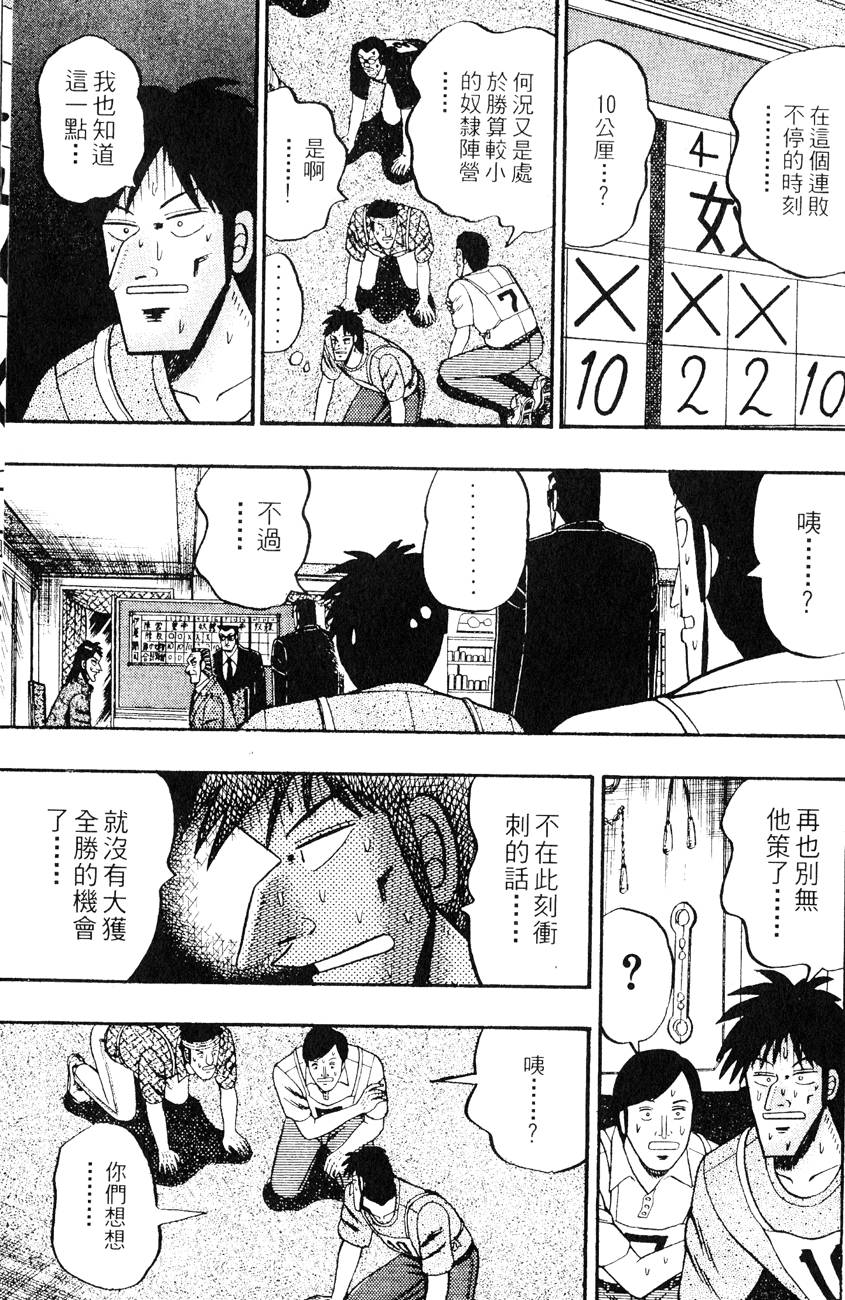 在這個連敗
不停的時刻
……
10公厘…?
4
奴
10
2
2
10
何況又是處
於勝算較小
的奴隸陣營
……
是啊
……!
……
7
我也知道
這一點…
咦……?
………
不過
……
再也別無
他策了……
?
7
不在此刻衝
刺的話……
就沒有大獲
全勝的機會
了……
咦……?
你們想想
………